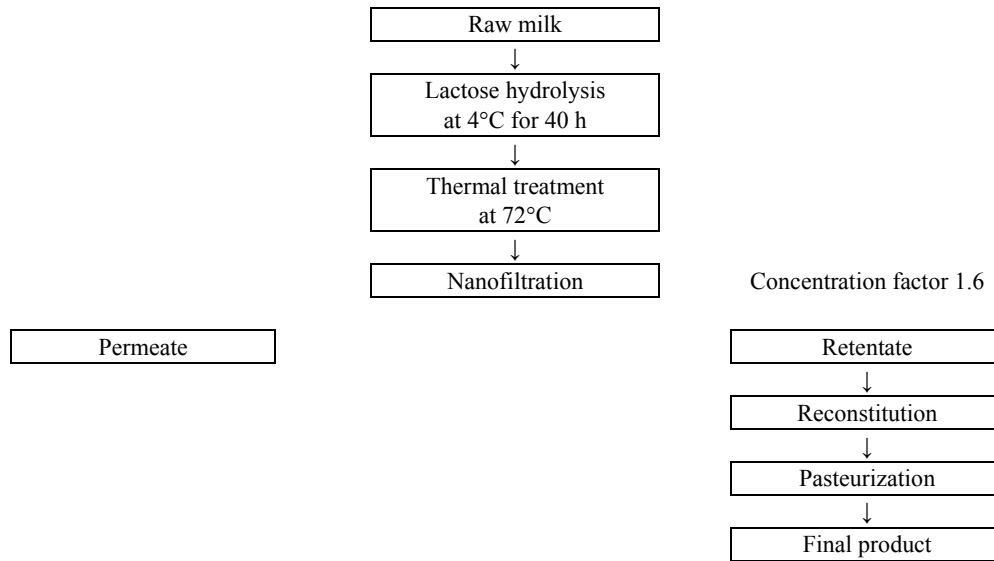 Raw milk
↓
Lactose hydrolysis
at 4°C for 40 h
↓
Thermal treatment
at 72°C
↓
Nanofiltration
Concentration factor 1.6
Permeate
Retentate
↓
Reconstitution
↓
Pasteurization
↓
Final product